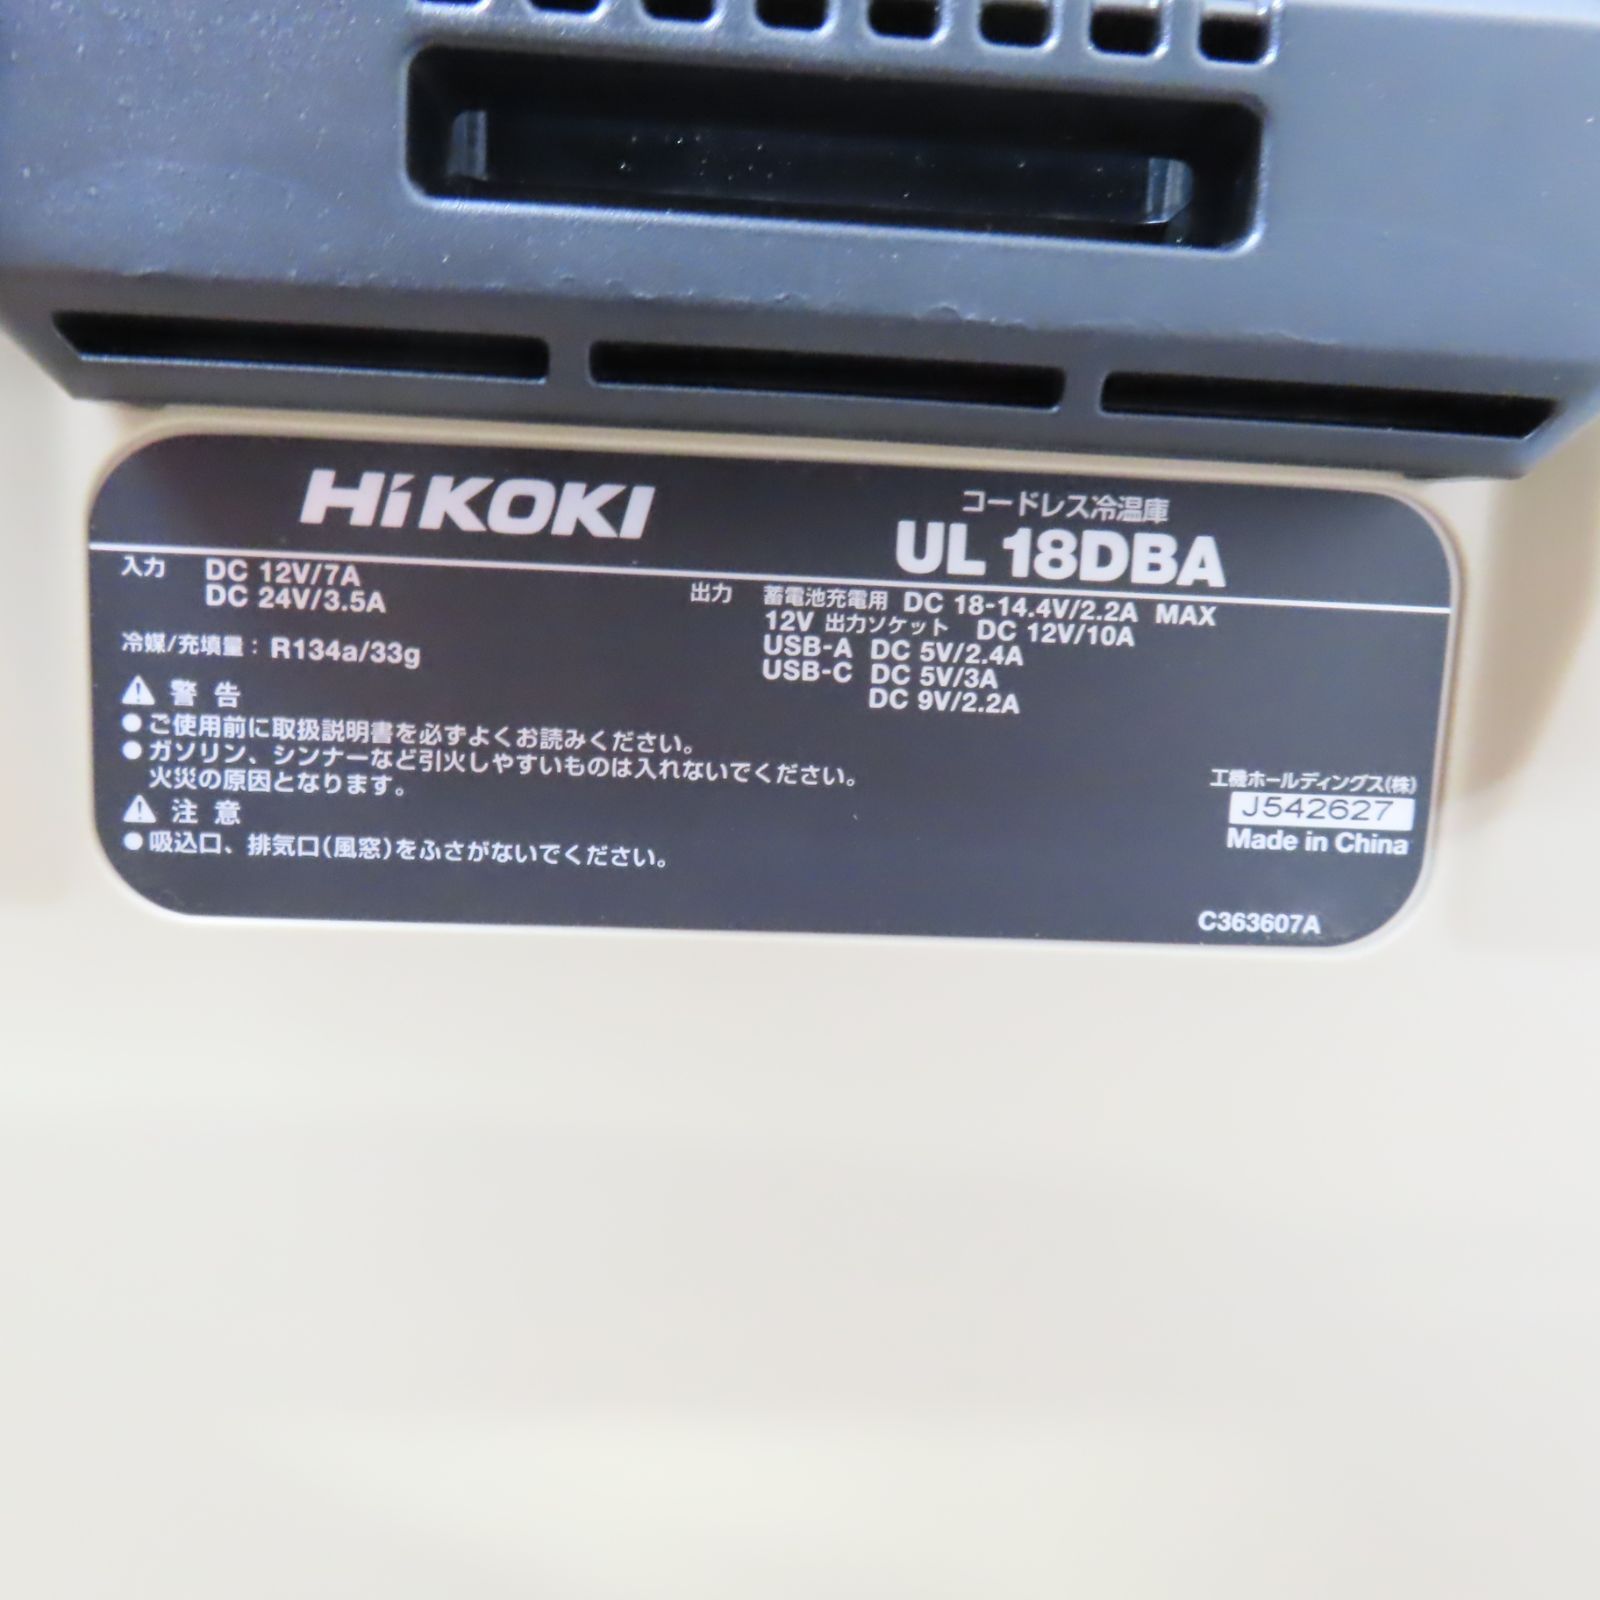 HiKOKI
コードレス冷温庫
UL 18DBA
入力 DC 12V/7A
DC 24V/3.5A
冷媒/充填量：R134a/33g
出力 蓄電池充電用 DC 18-14.4V/2.2A MAX
12V 出力ソケット DC 12V/10A
USB-A DC 5V/2.4A
USB-C DC 5V/3A
DC 9V/2.2A
⚠ 警 告
●ご使用前に取扱説明書を必ずよくお読みください。
●ガソリン、シンナーなど引火しやすいものは入れないでください。
火災の原因となります。
⚠ 注 意
●吸込口、排気口(風窓)をふさがないでください。
工機ホールディングス(株)
J542627
Made in China
C363607A